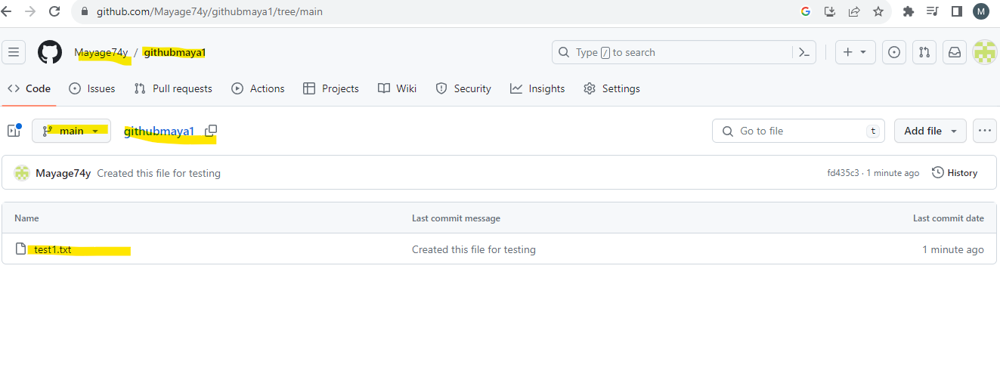 github.com/Mayage74y/githubmaya1/tree/main
M
Mayage74y / githubmaya1
Type / to search
Code Issues Pull requests Actions Projects Wiki Security Insights Settings
main githubmaya1 Go to file t Add file
Mayage74y Created this file for testing fd435c3 · 1 minute ago History
Name Last commit message Last commit date
test1.txt Created this file for testing 1 minute ago